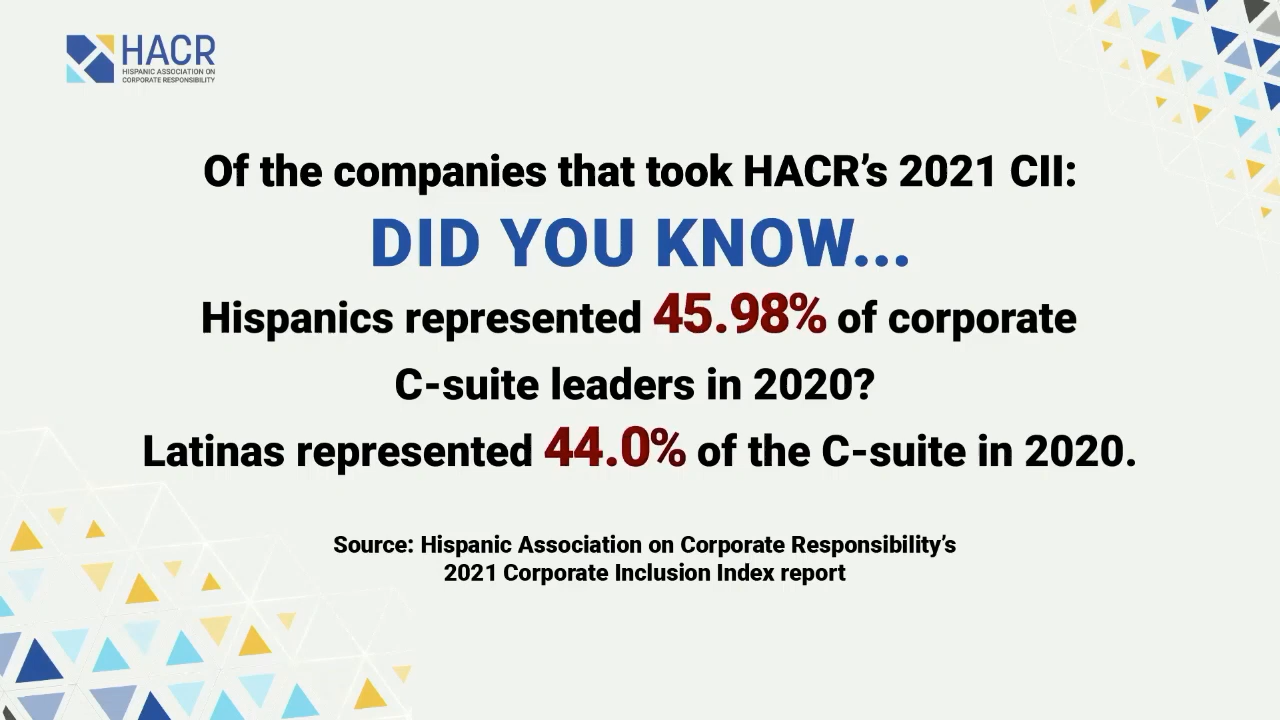 HACR
HISPANIC ASSOCIATION ON
CORPORATE RESPONSIBILITY
Of the companies that took HACR’s 2021 CII:
DID YOU KNOW...
Hispanics represented 45.98% of corporate
C-suite leaders in 2020?
Latinas represented 44.0% of the C-suite in 2020.
Source: Hispanic Association on Corporate Responsibility’s
2021 Corporate Inclusion Index report